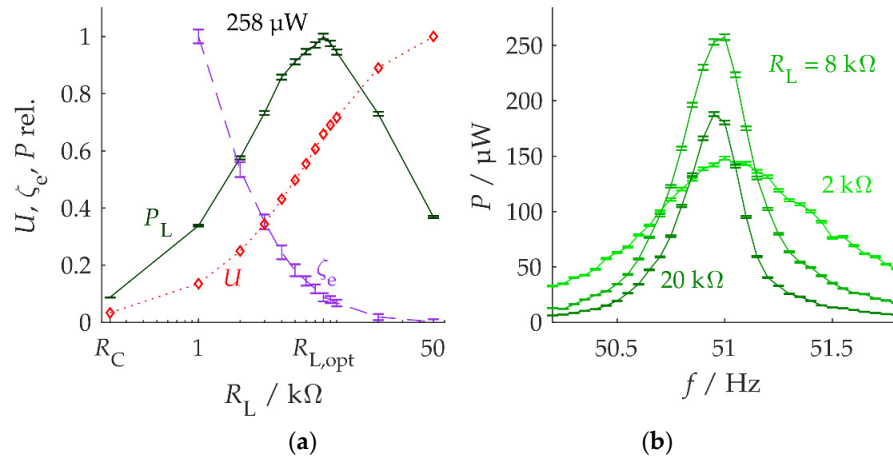 258 µW
1
0.8
0.6
0.4
0.2
0
U, ζe, P rel.
PL
U
ζe
RC
1
RL,opt
50
RL / kΩ
(a)
250
200
150
100
50
0
P / µW
RL = 8 kΩ
2 kΩ
20 kΩ
50.5
51
51.5
f / Hz
(b)